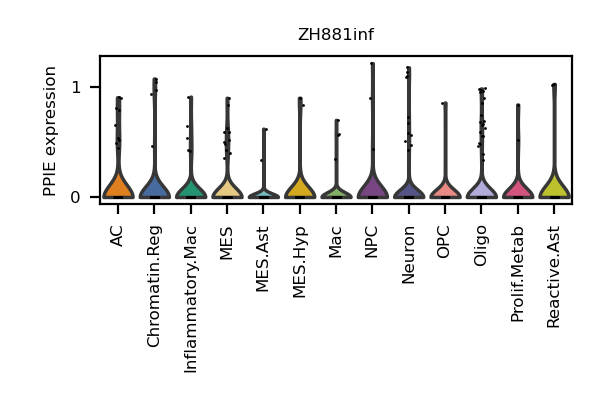 ZH881inf
PPIE expression
1
0
AC
Chromatin.Reg
Inflammatory.Mac
MES
MES.Ast
MES.Hyp
Mac
NPC
Neuron
OPC
Oligo
Prolif.Metab
Reactive.Ast